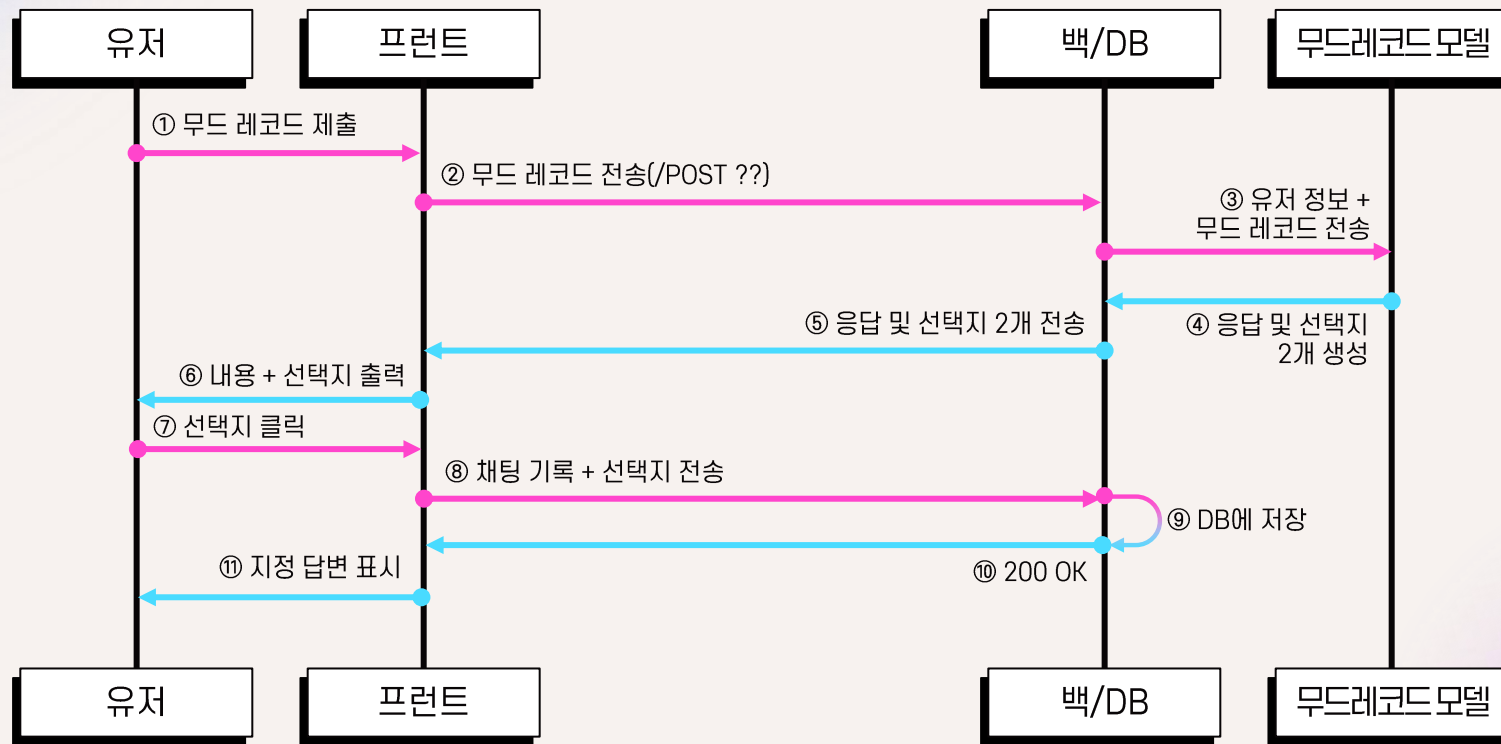 유저
프런트
백/DB
무드레코드 모델
① 무드 레코드 제출
② 무드 레코드 전송(/POST ??)
③ 유저 정보 +
무드 레코드 전송
④ 응답 및 선택지
2개 생성
⑤ 응답 및 선택지 2개 전송
⑥ 내용 + 선택지 출력
⑦ 선택지 클릭
⑧ 채팅 기록 + 선택지 전송
⑨ DB에 저장
⑩ 200 OK
⑪ 지정 답변 표시
유저
프런트
백/DB
무드레코드 모델